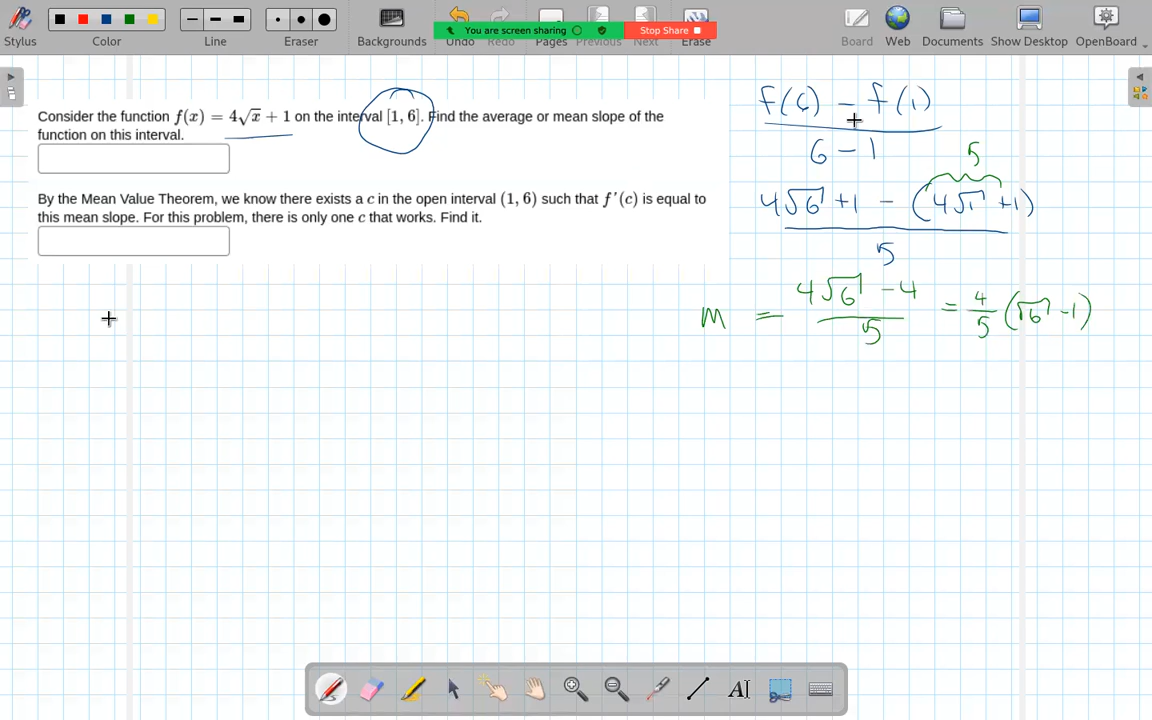 Stylus Color Line Eraser Backgrounds Undo Redo Pages Previous Next Erase Board Web Documents Show Desktop OpenBoard
You are screen sharing Stop Share
Consider the function f(x) = 4√x + 1 on the interval [1, 6]. Find the average or mean slope of the
function on this interval.
By the Mean Value Theorem, we know there exists a c in the open interval (1, 6) such that f′(c) is equal to
this mean slope. For this problem, there is only one c that works. Find it.
f(6) − f(1)
6 − 1
5
4√6 + 1 − (4√1 + 1)
5
M = (4√6 − 4)/5 = 4/5 (√6 − 1)